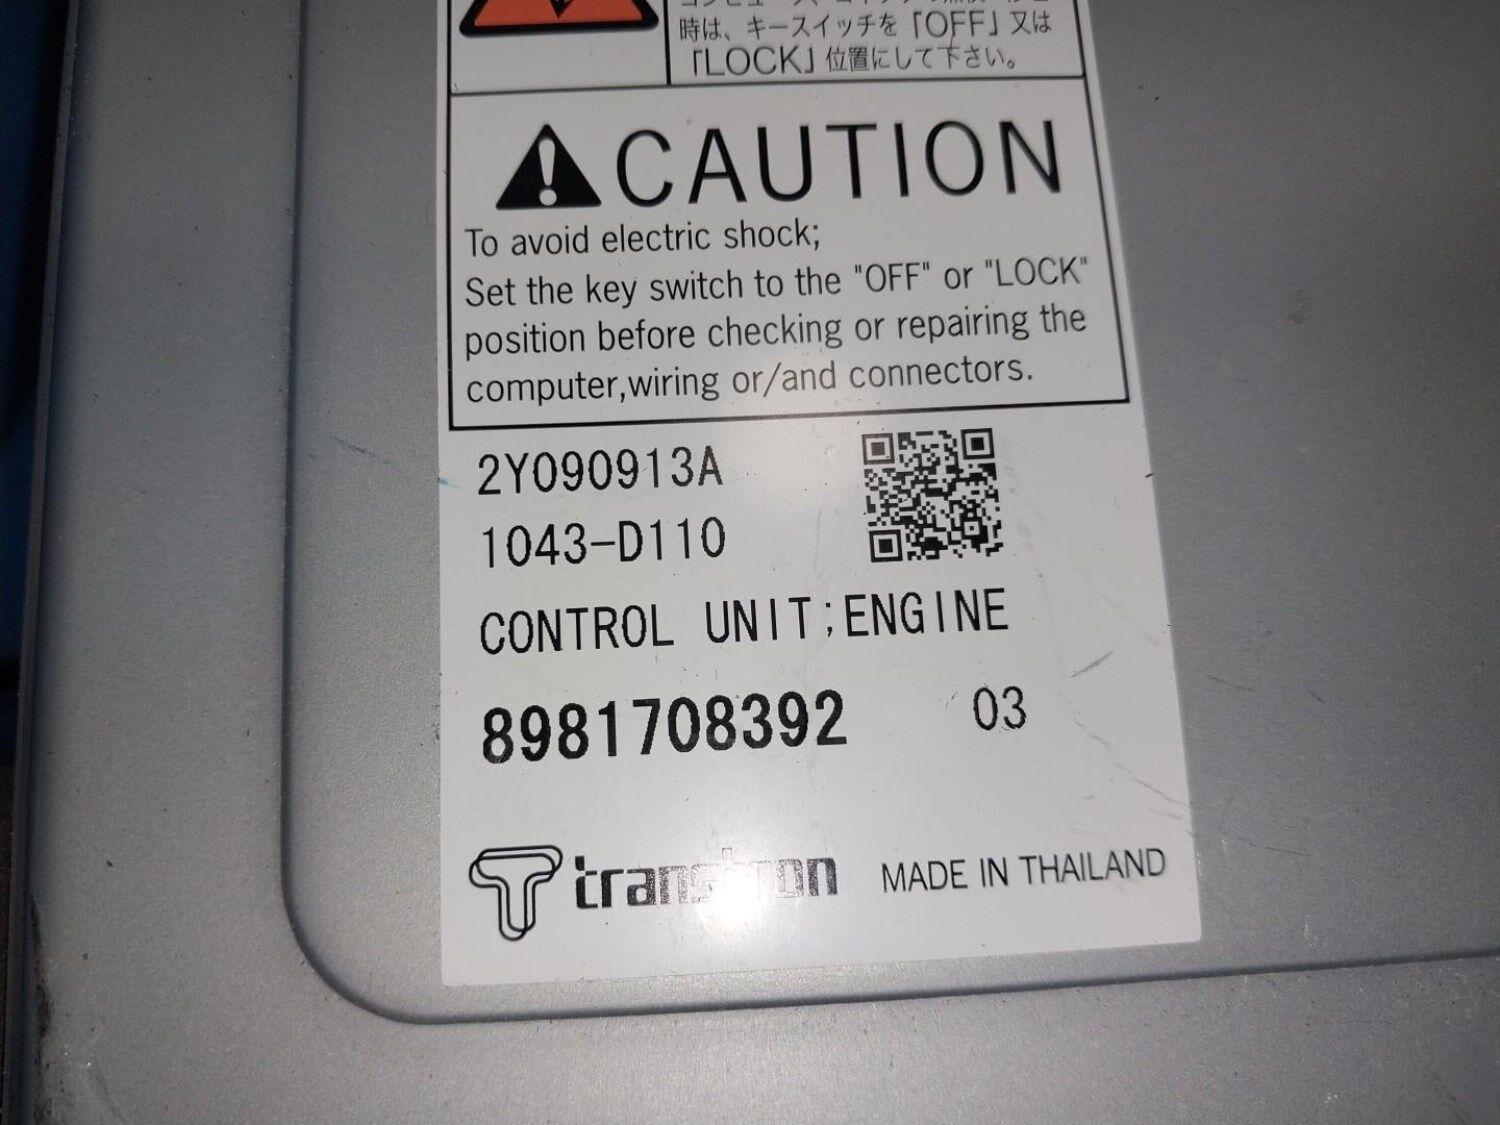 時は、キースイッチを「OFF」又は
「LOCK」位置にして下さい。
CAUTION
To avoid electric shock;
Set the key switch to the "OFF" or "LOCK"
position before checking or repairing the
computer,wiring or/and connectors.
2Y090913A
1043-D110
CONTROL UNIT;ENGINE
8981708392 03
transtron MADE IN THAILAND